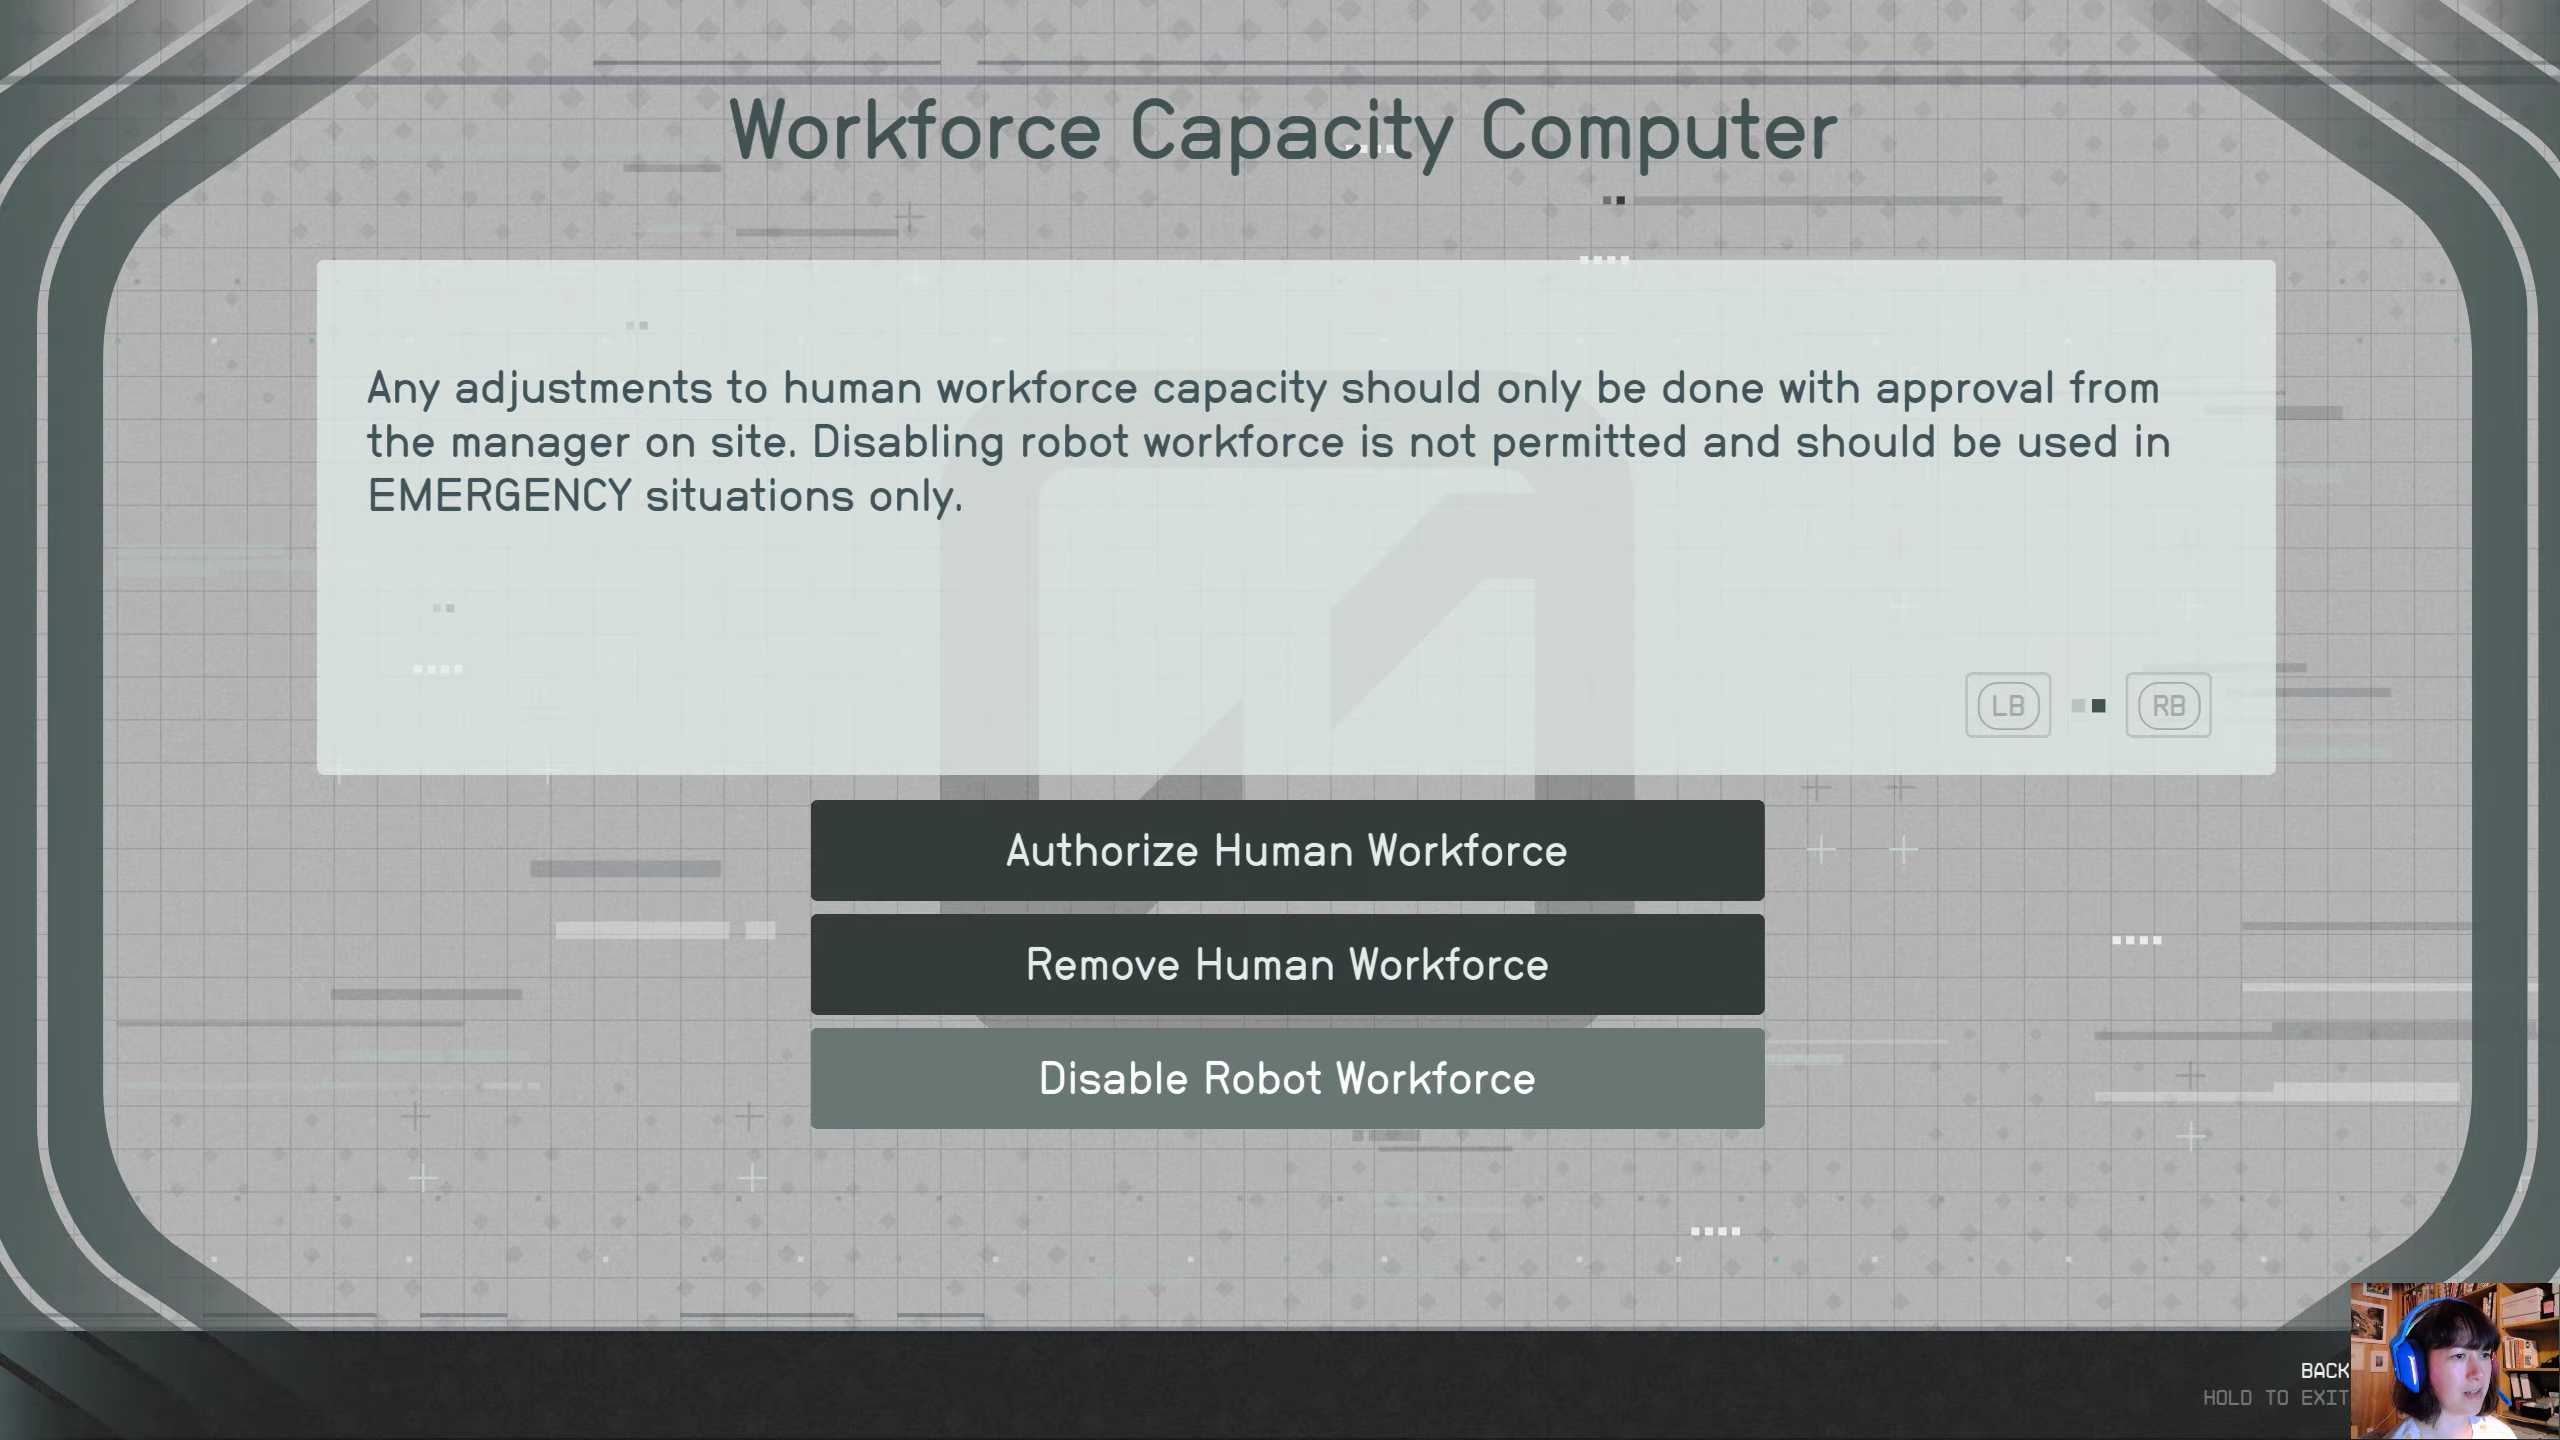 Workforce Capacity Computer
Any adjustments to human workforce capacity should only be done with approval from
the manager on site. Disabling robot workforce is not permitted and should be used in
EMERGENCY situations only.
LB RB
Authorize Human Workforce
Remove Human Workforce
Disable Robot Workforce
BACK
HOLD TO EXIT